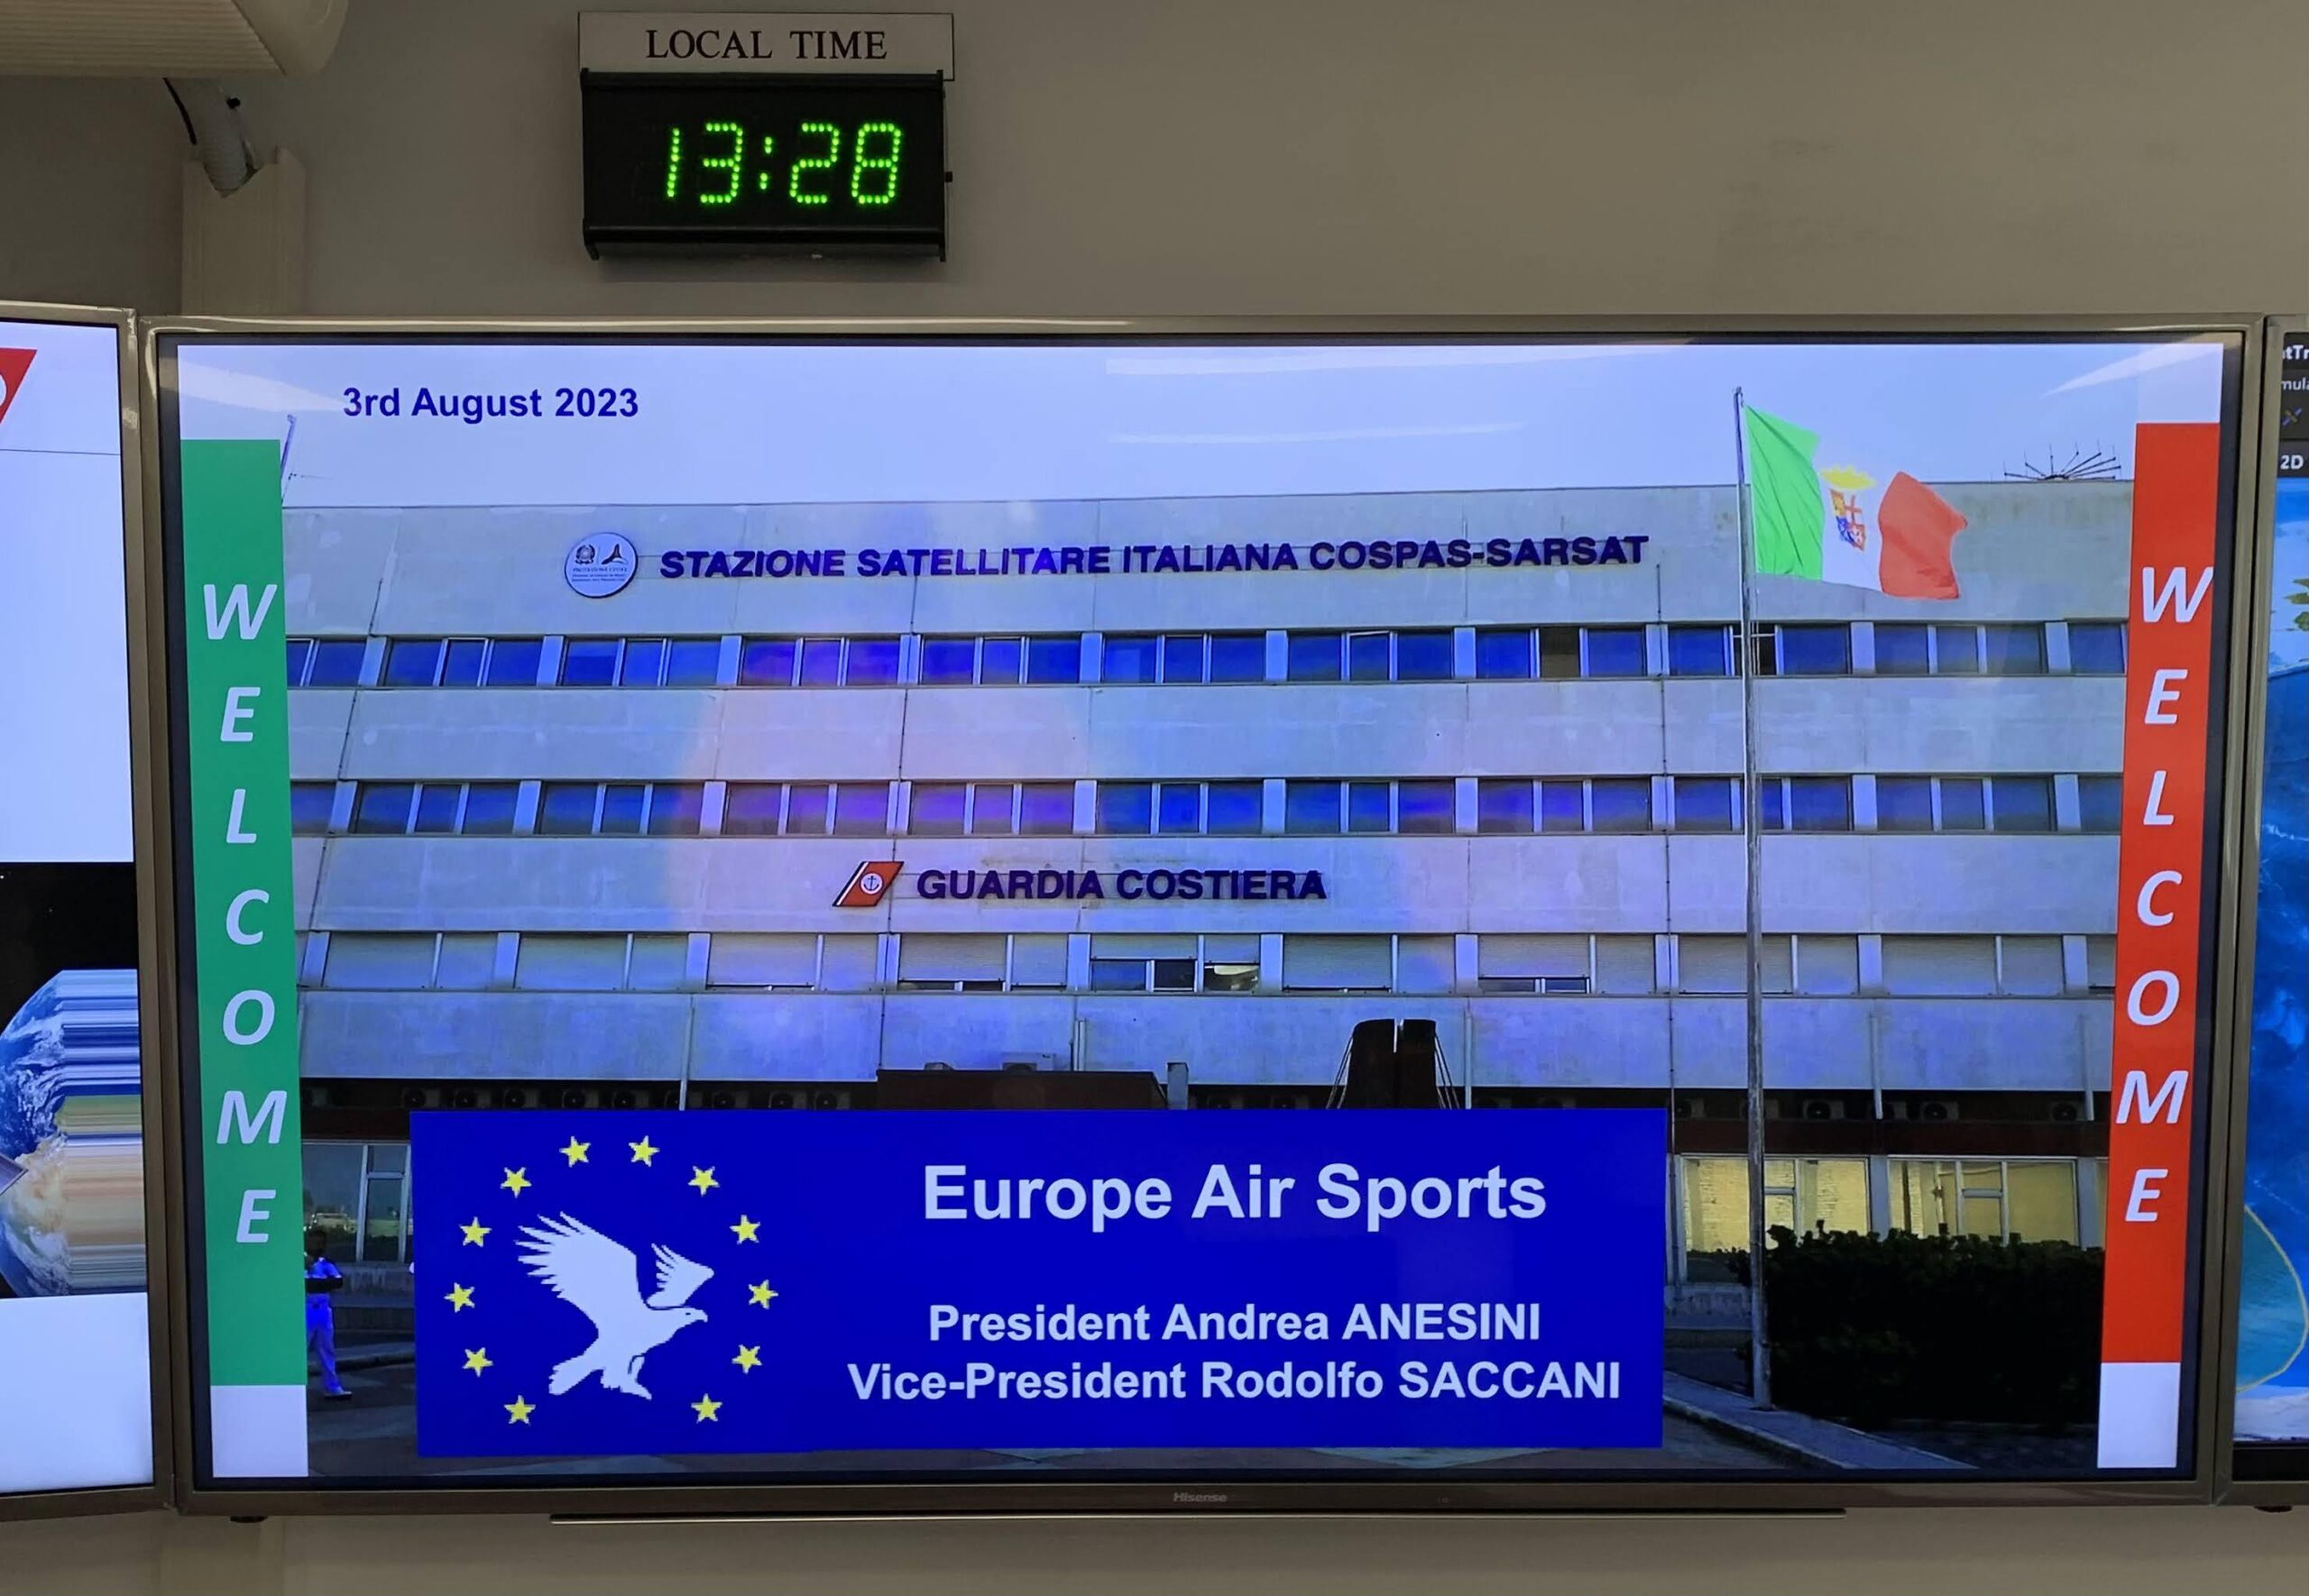 LOCAL TIME
13:28
3rd August 2023
STAZIONE SATELLITARE ITALIANA COSPAS-SARSAT
GUARDIA COSTIERA
WELCOME
WELCOME
Europe Air Sports
President Andrea ANESINI
Vice-President Rodolfo SACCANI
Hisense
2D